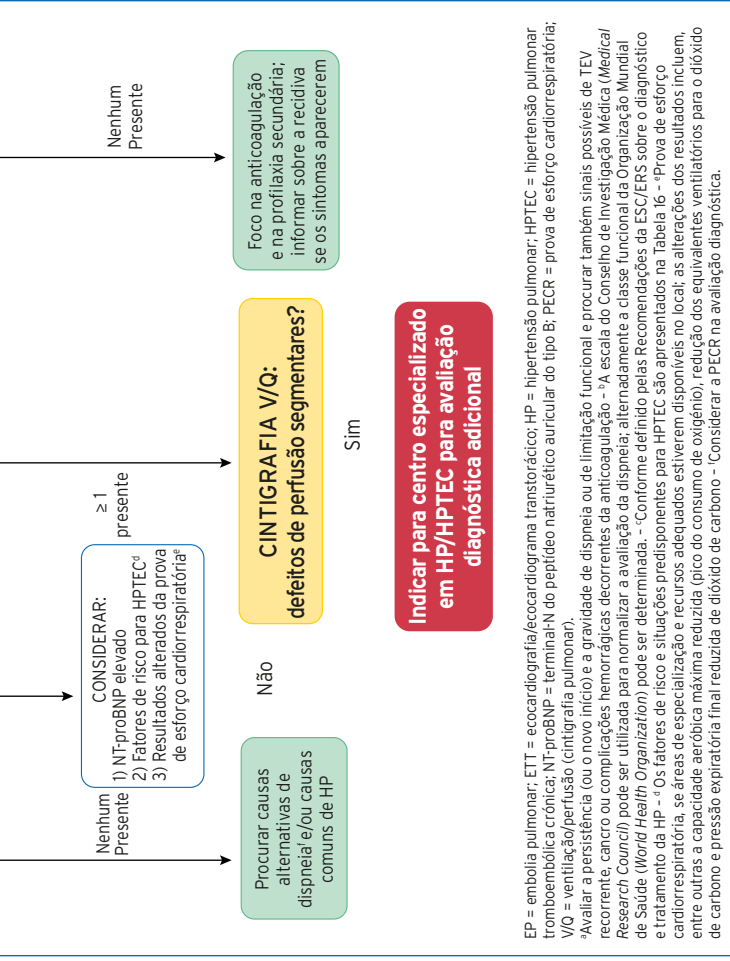 Nenhum
Presente
Foco na anticoagulação
e na profilaxia secundária;
informar sobre a recidiva
se os sintomas aparecerem
≥ 1
presente
CONSIDERAR:
1) NT-proBNP elevado
2) Fatores de risco para HPTECᵈ
3) Resultados alterados da prova
de esforço cardiorrespiratóriaᵉ
Nenhum
Presente
Procurar causas
alternativas de
dispneiaᶠ e/ou causas
comuns de HP
Não
CINTIGRAFIA V/Q:
defeitos de perfusão segmentares?
Sim
Indicar para centro especializado
em HP/HPTEC para avaliação
diagnóstica adicional
EP = embolia pulmonar; ETT = ecocardiografia/ecocardiograma transtorácico; HP = hipertensão pulmonar; HPTEC = hipertensão pulmonar
tromboembólica crónica; NT-proBNP = terminal-N do peptídeo natriurético auricular do tipo B; PECR = prova de esforço cardiorrespiratório;
V/Q = ventilação/perfusão (cintigrafia pulmonar).
ᵃAvaliar a persistência (ou o novo início) e a gravidade de dispneia ou de limitação funcional e procurar também sinais possíveis de TEV
recorrente, cancro ou complicações hemorrágicas decorrentes da anticoagulação – ᵇA escala do Conselho de Investigação Médica (Medical
Research Council) pode ser utilizada para normalizar a avaliação da dispneia; alternadamente a classe funcional da Organização Mundial
de Saúde (World Health Organization) pode ser determinada. – ᶜConforme definido pelas Recomendações da ESC/ERS sobre o diagnóstico
e tratamento da HP – ᵈ Os fatores de risco e situações predisponentes para HPTEC são apresentados na Tabela 16 – ᵉProva de esforço
cardiorrespiratória, se áreas de especialização e recursos adequados estiverem disponíveis no local; as alterações dos resultados incluem,
entre outras a capacidade aeróbica máxima reduzida (pico do consumo de oxigénio), redução dos equivalentes ventilatórios para o dióxido
de carbono e pressão expiratória final reduzida de dióxido de carbono – ᶠConsiderar a PECR na avaliação diagnóstica.